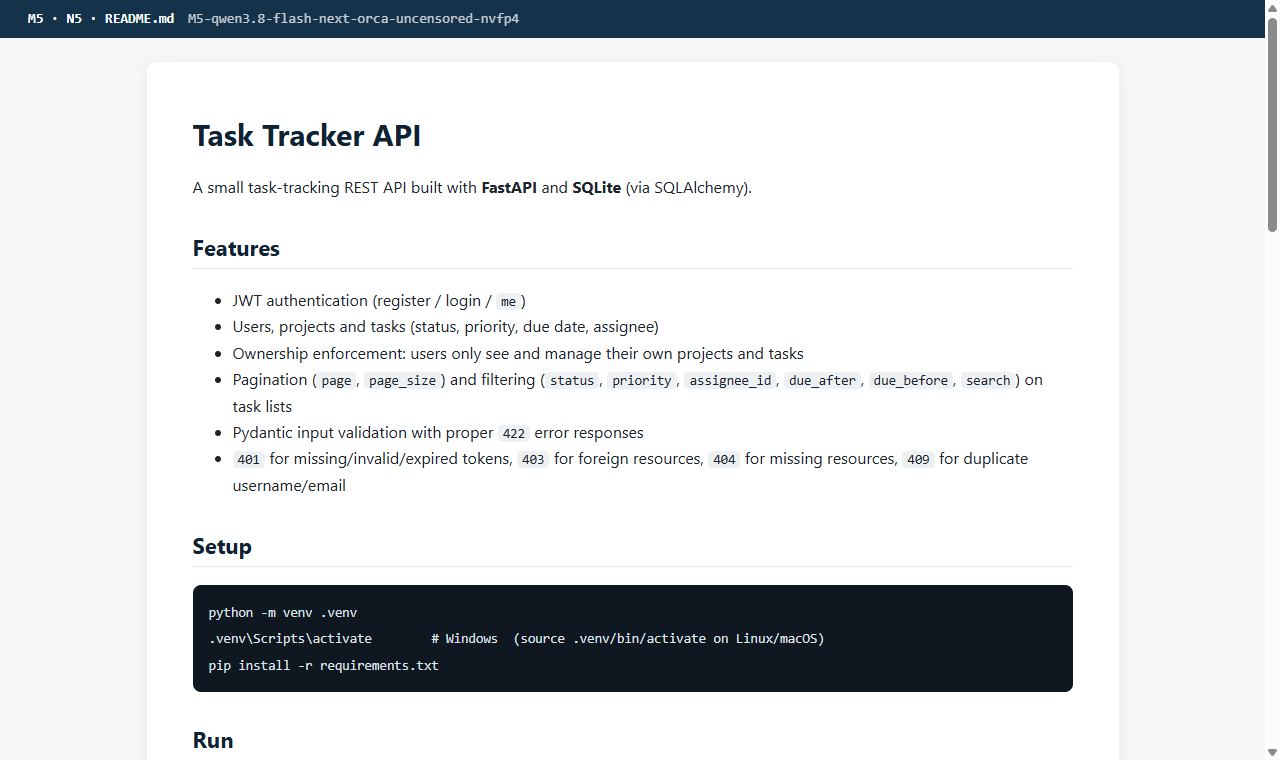 M5 · N5 · README.md M5-qwen3.8-flash-next-orca-uncensored-nvfp4
Task Tracker API
A small task-tracking REST API built with FastAPI and SQLite (via SQLAlchemy).
Features
JWT authentication (register / login / me)
Users, projects and tasks (status, priority, due date, assignee)
Ownership enforcement: users only see and manage their own projects and tasks
Pagination (page, page_size) and filtering (status, priority, assignee_id, due_after, due_before, search) on
task lists
Pydantic input validation with proper 422 error responses
401 for missing/invalid/expired tokens, 403 for foreign resources, 404 for missing resources, 409 for duplicate
username/email
Setup
python -m venv .venv
.venv\Scripts\activate        # Windows  (source .venv/bin/activate on Linux/macOS)
pip install -r requirements.txt
Run